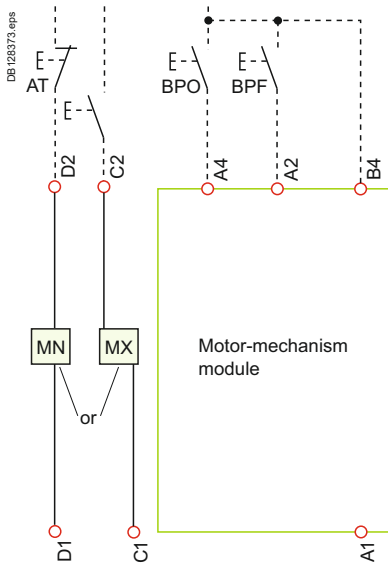 DB128373.eps
AT
BPO
BPF
D2
C2
A4
A2
B4
MN
MX
Motor-mechanism
module
or
D1
C1
A1